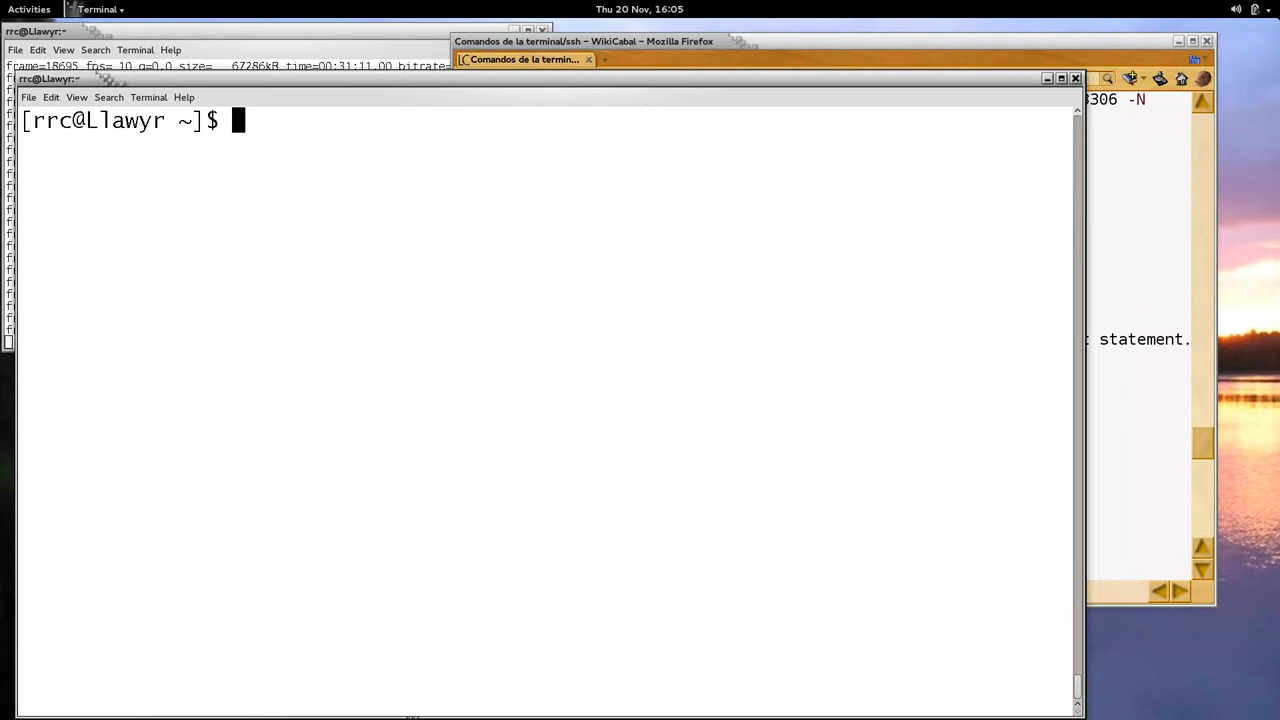 Activities Terminal Thu 20 Nov, 16:05
rrc@Llawyr:~
File Edit View Search Terminal Help
Comandos de la terminal/ssh – WikiCabal – Mozilla Firefox
Comandos de la termin...
frame=18695 fps= 10 q=0.0 size= 67286kB time=00:31:11.00 bitrate=
rrc@Llawyr:~
File Edit View Search Terminal Help
[rrc@Llawyr ~]$
3306 -N
statement.